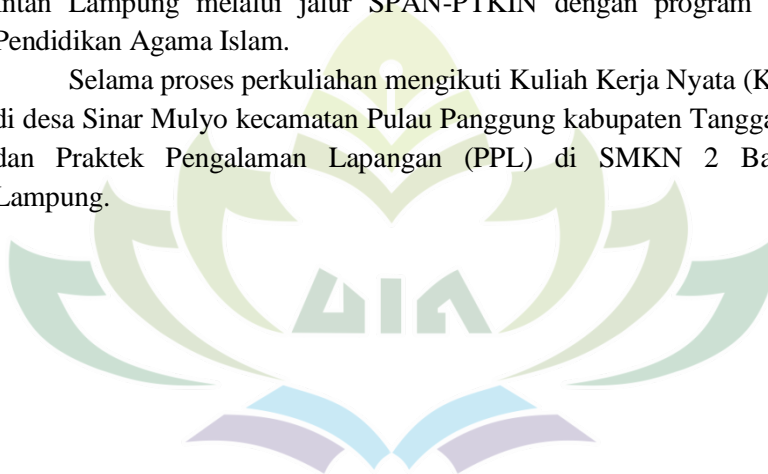 Lampung melalui jalur SPAN-PTKIN dengan program
Pendidikan Agama Islam.
Selama proses perkuliahan mengikuti Kuliah Kerja Nyata
di desa Sinar Mulyo kecamatan Pulau Panggung kabupaten
dan Praktek Pengalaman Lapangan (PPL) di SMKN 2
Lampung.
UIN